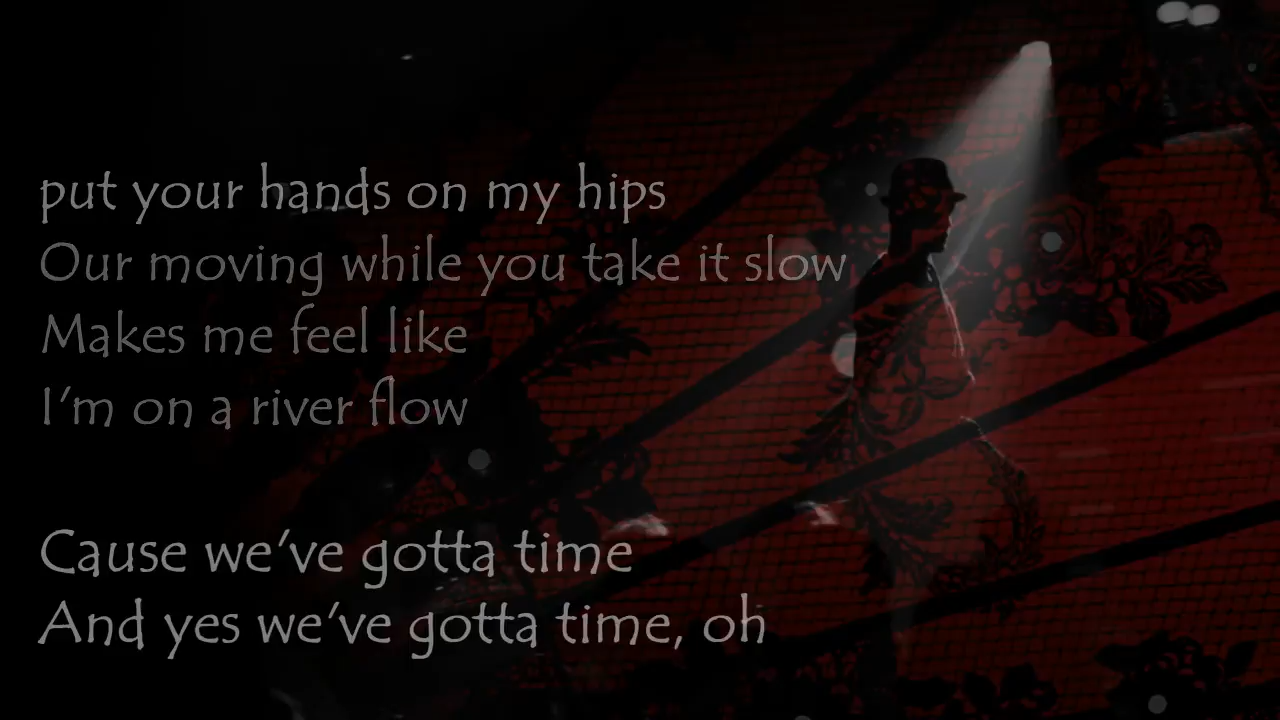 put your hands on my hips
Our moving while you take it slow
Makes me feel like
I'm on a river flow
Cause we've gotta time
And yes we've gotta time, oh